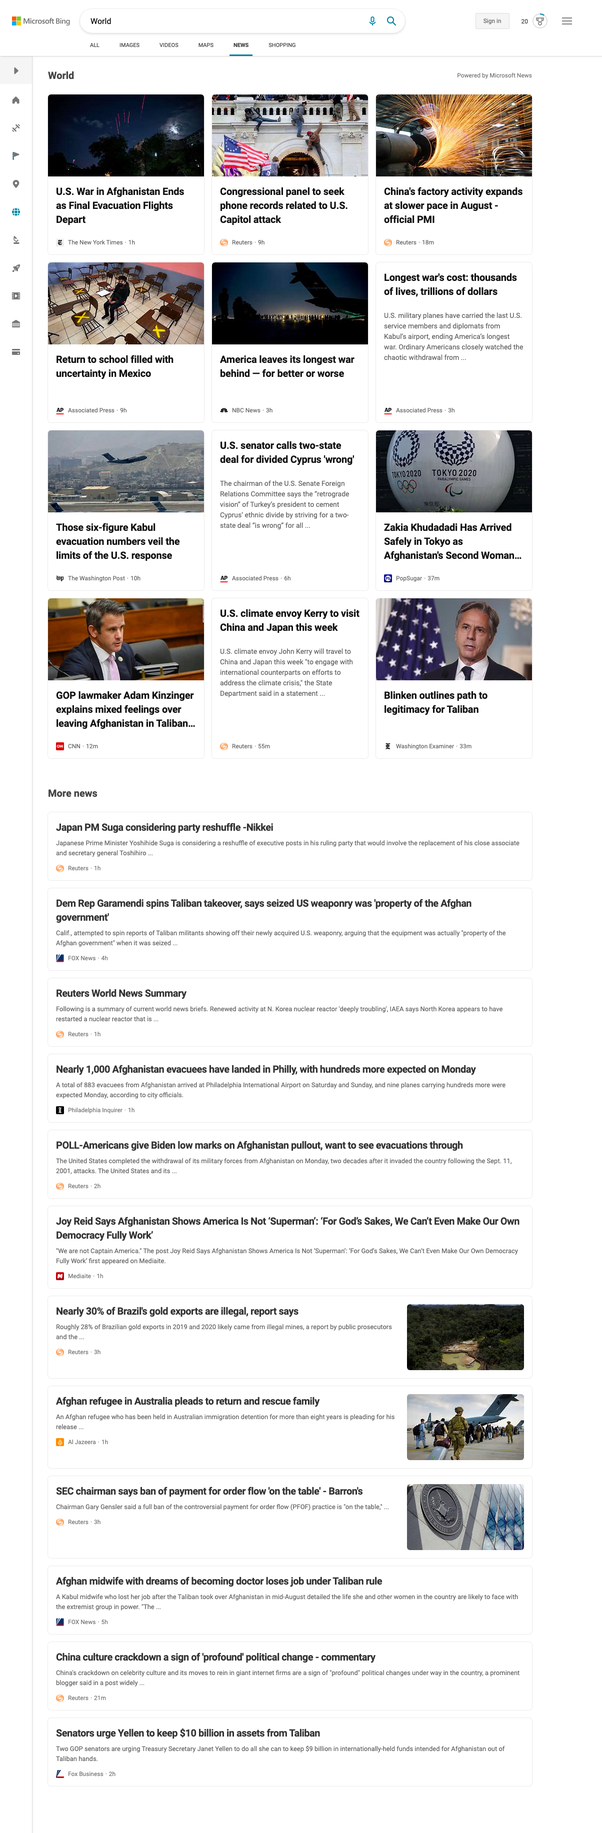 Microsoft Bing
World
Sign in
20
ALL
IMAGES
VIDEOS
MAPS
NEWS
SHOPPING
World
Powered by Microsoft News
U.S. War in Afghanistan Ends
as Final Evacuation Flights
Depart
The New York Times · 1h
Congressional panel to seek
phone records related to U.S.
Capitol attack
Reuters · 9h
China's factory activity expands
at slower pace in August -
official PMI
Reuters · 18m
Return to school filled with
uncertainty in Mexico
AP Associated Press · 9h
America leaves its longest war
behind — for better or worse
NBC News · 3h
Longest war's cost: thousands
of lives, trillions of dollars
U.S. military planes have carried the last U.S.
service members and diplomats from
Kabul's airport, ending America's longest
war. Ordinary Americans closely watched the
chaotic withdrawal from ...
AP Associated Press · 3h
Those six-figure Kabul
evacuation numbers veil the
limits of the U.S. response
wp The Washington Post · 10h
U.S. senator calls two-state
deal for divided Cyprus 'wrong'
The chairman of the U.S. Senate Foreign
Relations Committee says the "retrograde
vision" of Turkey's president to cement
Cyprus' ethnic divide by striving for a two-
state deal "is wrong" for all ...
AP Associated Press · 6h
TOKYO 2020
TOKYO 2020
PARALYMPIC GAMES
Zakia Khudadadi Has Arrived
Safely in Tokyo as
Afghanistan's Second Woman...
PopSugar · 37m
GOP lawmaker Adam Kinzinger
explains mixed feelings over
leaving Afghanistan in Taliban...
CNN CNN · 12m
U.S. climate envoy Kerry to visit
China and Japan this week
U.S. climate envoy John Kerry will travel to
China and Japan this week "to engage with
international counterparts on efforts to
address the climate crisis," the State
Department said in a statement ...
Reuters · 55m
Blinken outlines path to
legitimacy for Taliban
Washington Examiner · 33m
More news
Japan PM Suga considering party reshuffle -Nikkei
Japanese Prime Minister Yoshihide Suga is considering a reshuffle of executive posts in his ruling party that would involve the replacement of his close associate
and secretary general Toshihiro ...
Reuters · 1h
Dem Rep Garamendi spins Taliban takeover, says seized US weaponry was 'property of the Afghan
government'
Calif., attempted to spin reports of Taliban militants showing off their newly acquired U.S. weaponry, arguing that the equipment was actually "property of the
Afghan government" when it was seized ...
FOX News · 4h
Reuters World News Summary
Following is a summary of current world news briefs. Renewed activity at N. Korea nuclear reactor 'deeply troubling', IAEA says North Korea appears to have
restarted a nuclear reactor that is ...
Reuters · 1h
Nearly 1,000 Afghanistan evacuees have landed in Philly, with hundreds more expected on Monday
A total of 883 evacuees from Afghanistan arrived at Philadelphia International Airport on Saturday and Sunday, and nine planes carrying hundreds more were
expected Monday, according to city officials.
Philadelphia Inquirer · 1h
POLL-Americans give Biden low marks on Afghanistan pullout, want to see evacuations through
The United States completed the withdrawal of its military forces from Afghanistan on Monday, two decades after it invaded the country following the Sept. 11,
2001, attacks. The United States and its ...
Reuters · 2h
Joy Reid Says Afghanistan Shows America Is Not ‘Superman’: ‘For God’s Sakes, We Can’t Even Make Our Own
Democracy Fully Work’
"We are not Captain America." The post Joy Reid Says Afghanistan Shows America Is Not ‘Superman’: ‘For God’s Sakes, We Can’t Even Make Our Own Democracy
Fully Work’ first appeared on Mediaite.
Mediaite · 1h
Nearly 30% of Brazil's gold exports are illegal, report says
Roughly 28% of Brazilian gold exports in 2019 and 2020 likely came from illegal mines, a report by public prosecutors
and the ...
Reuters · 3h
Afghan refugee in Australia pleads to return and rescue family
An Afghan refugee who has been held in Australian immigration detention for more than eight years is pleading for his
release ...
Al Jazeera · 1h
SEC chairman says ban of payment for order flow 'on the table' - Barron's
Chairman Gary Gensler said a full ban of the controversial payment for order flow (PFOF) practice is "on the table," ...
Reuters · 3h
Afghan midwife with dreams of becoming doctor loses job under Taliban rule
A Kabul midwife who lost her job after the Taliban took over Afghanistan in mid-August detailed the life she and other women in the country are likely to face with
the extremist group in power. "The ...
FOX News · 5h
China culture crackdown a sign of 'profound' political change - commentary
China's crackdown on celebrity culture and its moves to rein in giant internet firms are a sign of "profound" political changes under way in the country, a prominent
blogger said in a post widely ...
Reuters · 21m
Senators urge Yellen to keep $10 billion in assets from Taliban
Two GOP senators are urging Treasury Secretary Janet Yellen to do all she can to keep $9 billion in internationally-held funds intended for Afghanistan out of
Taliban hands.
Fox Business · 2h